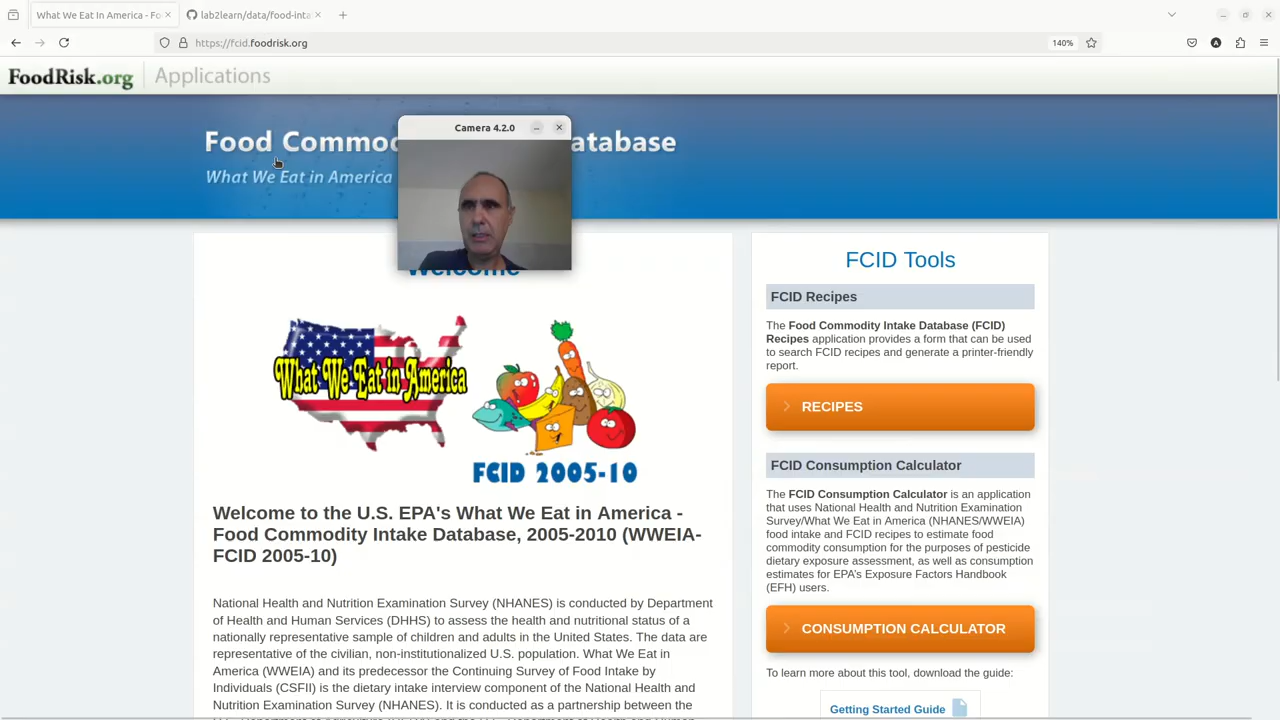 What We Eat In America - Fo
lab2learn/data/food-inta
https://fcid.foodrisk.org
140%
FoodRisk.org
Applications
Food Commo
atabase
What We Eat in America
Camera 4.2.0
Welcome
What We Eat in America
FCID 2005-10
Welcome to the U.S. EPA's What We Eat in America -
Food Commodity Intake Database, 2005-2010 (WWEIA-
FCID 2005-10)
National Health and Nutrition Examination Survey (NHANES) is conducted by Department
of Health and Human Services (DHHS) to assess the health and nutritional status of a
nationally representative sample of children and adults in the United States. The data are
representative of the civilian, non-institutionalized U.S. population. What We Eat in
America (WWEIA) and its predecessor the Continuing Survey of Food Intake by
Individuals (CSFII) is the dietary intake interview component of the National Health and
Nutrition Examination Survey (NHANES). It is conducted as a partnership between the
FCID Tools
FCID Recipes
The Food Commodity Intake Database (FCID)
Recipes application provides a form that can be used
to search FCID recipes and generate a printer-friendly
report.
RECIPES
FCID Consumption Calculator
The FCID Consumption Calculator is an application
that uses National Health and Nutrition Examination
Survey/What We Eat in America (NHANES/WWEIA)
food intake and FCID recipes to estimate food
commodity consumption for the purposes of pesticide
dietary exposure assessment, as well as consumption
estimates for EPA's Exposure Factors Handbook
(EFH) users.
CONSUMPTION CALCULATOR
To learn more about this tool, download the guide:
Getting Started Guide